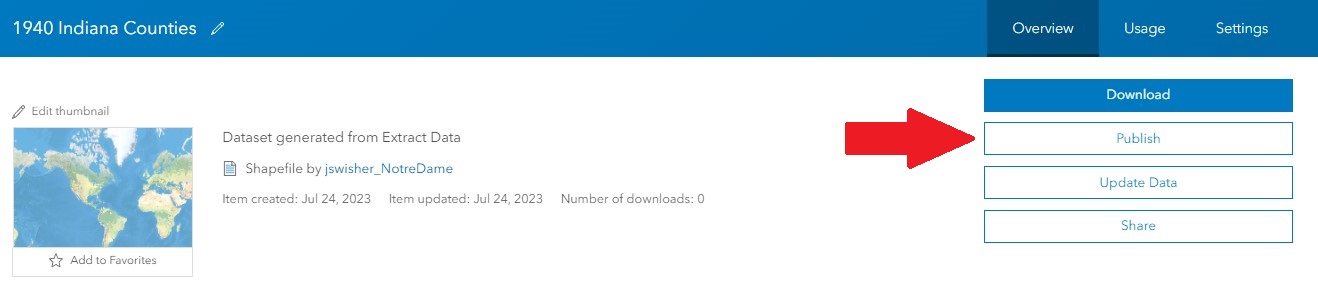 1940 Indiana Counties
Overview Usage Settings
Edit thumbnail
Add to Favorites
Dataset generated from Extract Data
Shapefile by jswisher_NotreDame
Item created: Jul 24, 2023 Item updated: Jul 24, 2023 Number of downloads: 0
Download
Publish
Update Data
Share